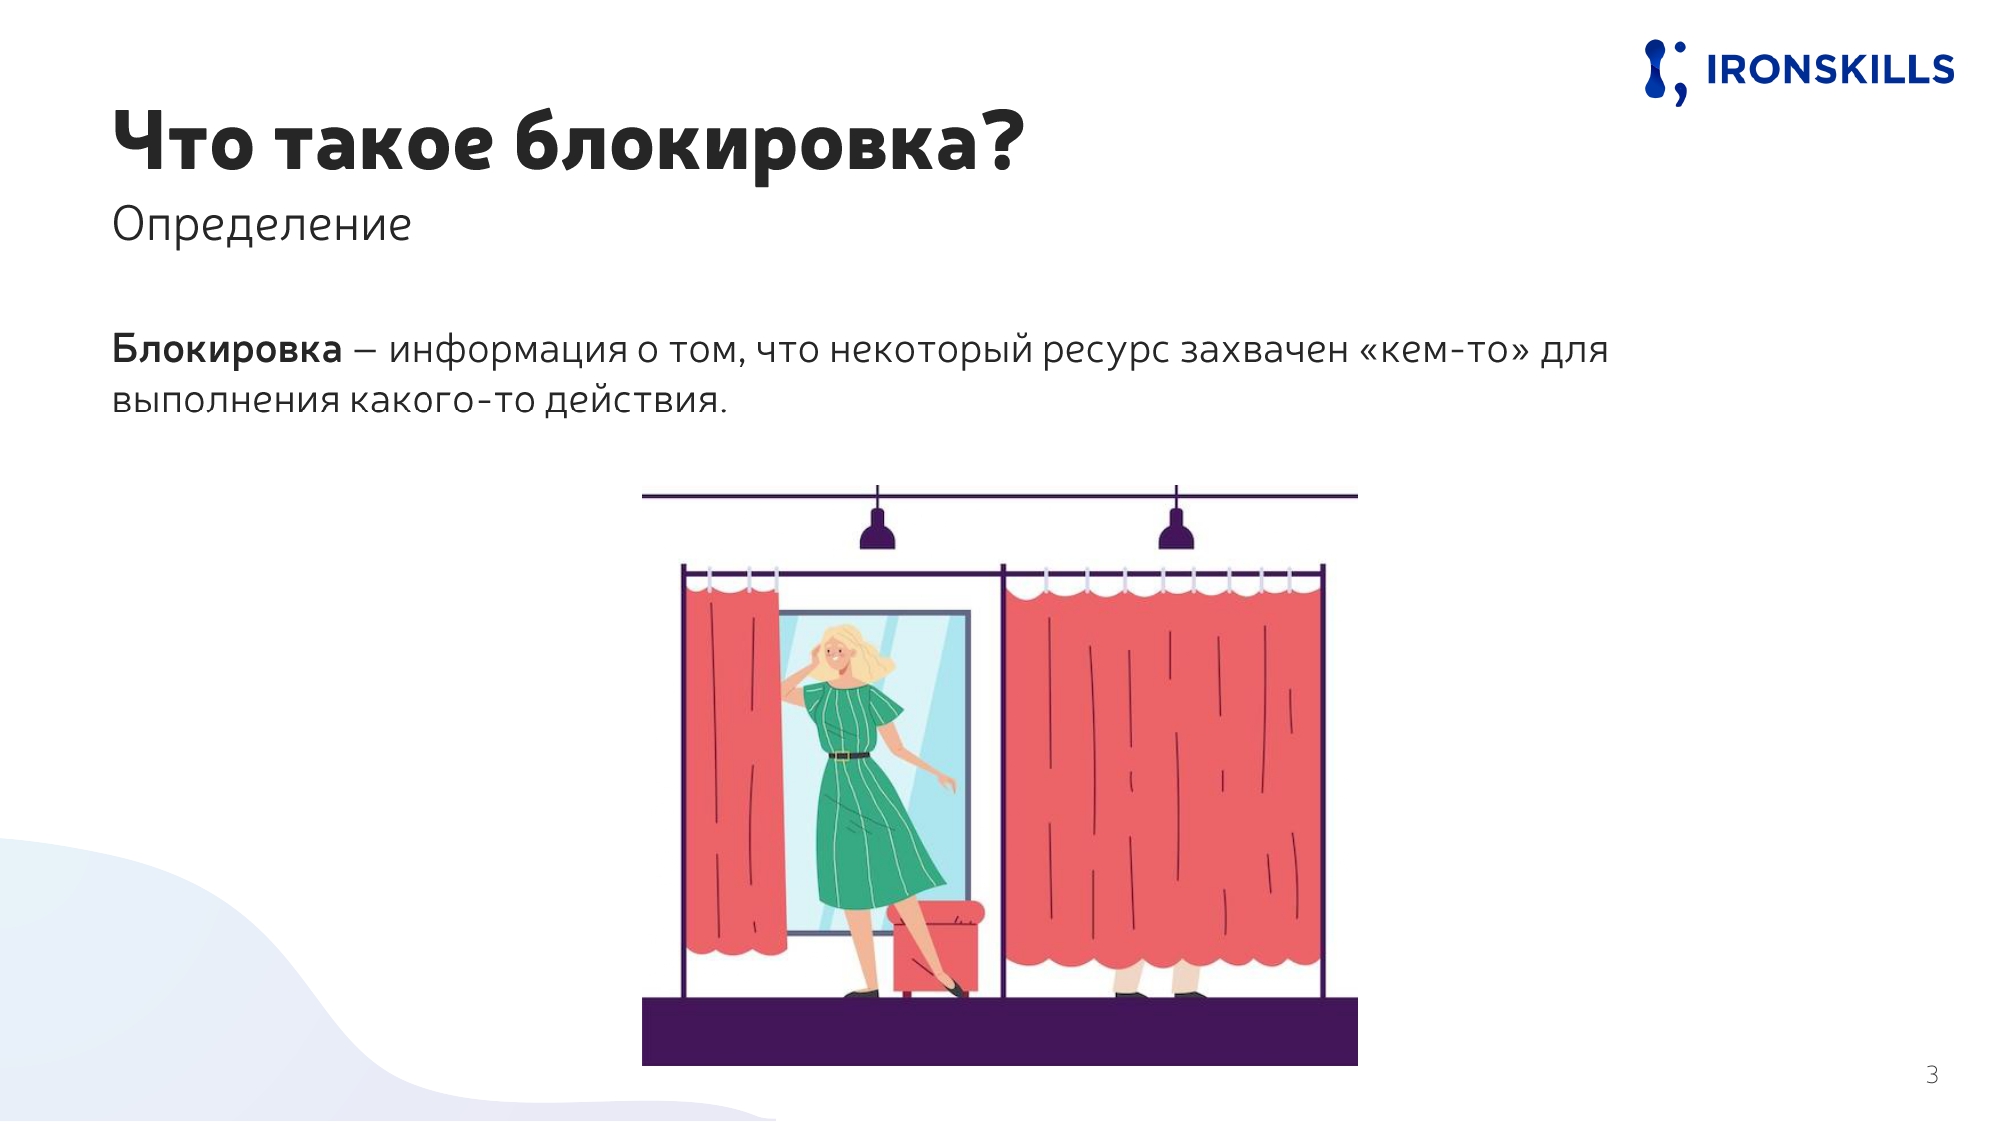 IRONSKILLS
Что такое блокировка?
Определение
Блокировка – информация о том, что некоторый ресурс захвачен «кем-то» для
выполнения какого-то действия.
3